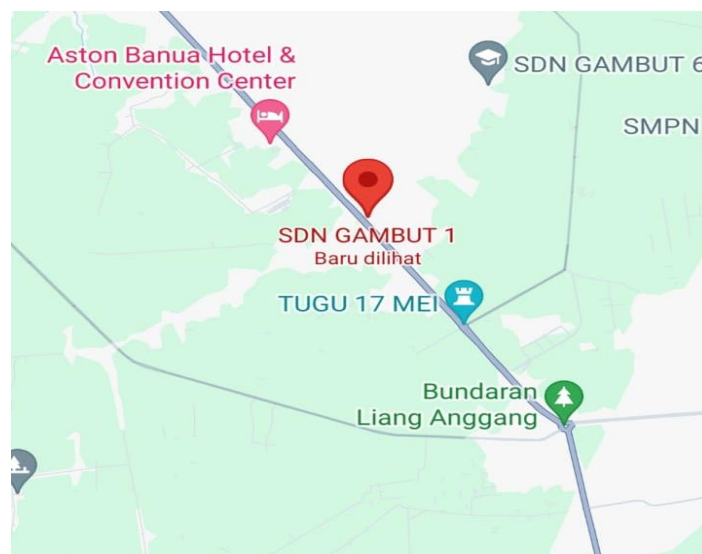 Aston Banua Hotel &
Convention Center
SDN GAMBUT 6
SMPN
SDN GAMBUT 1
Baru dilihat
TUGU 17 MEI
Bundaran
Liang Anggang